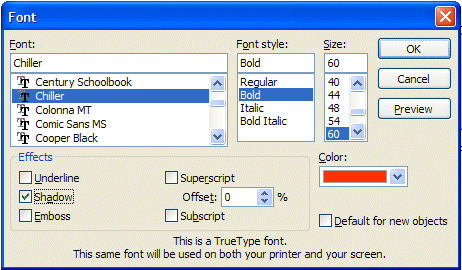 Font
Font: Font style: Size:
Chiller Bold 60 OK
Century Schoolbook Regular 40
Chiller Bold 44 Cancel
Colonna MT Italic 48
Comic Sans MS Bold Italic 54 Preview
Cooper Black 60
Effects Color:
Underline Superscript
Shadow Offset: 0 %
Emboss Subscript Default for new objects
This is a TrueType font.
This same font will be used on both your printer and your screen.